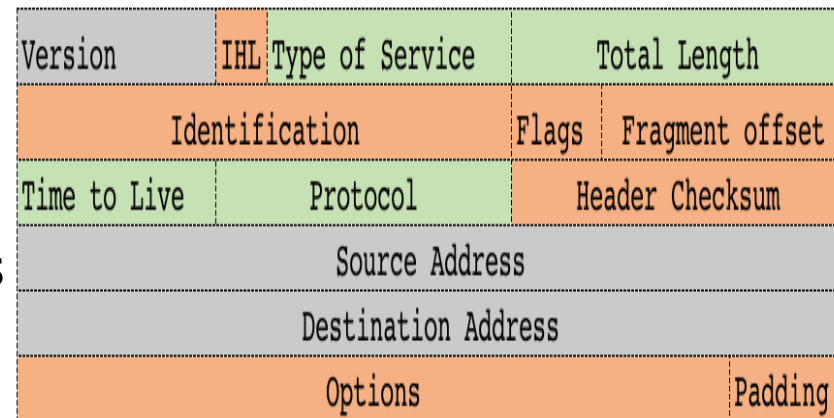 Version IHL Type of Service Total Length
Identification Flags Fragment offset
Time to Live Protocol Header Checksum
s Source Address
Destination Address
Options Padding